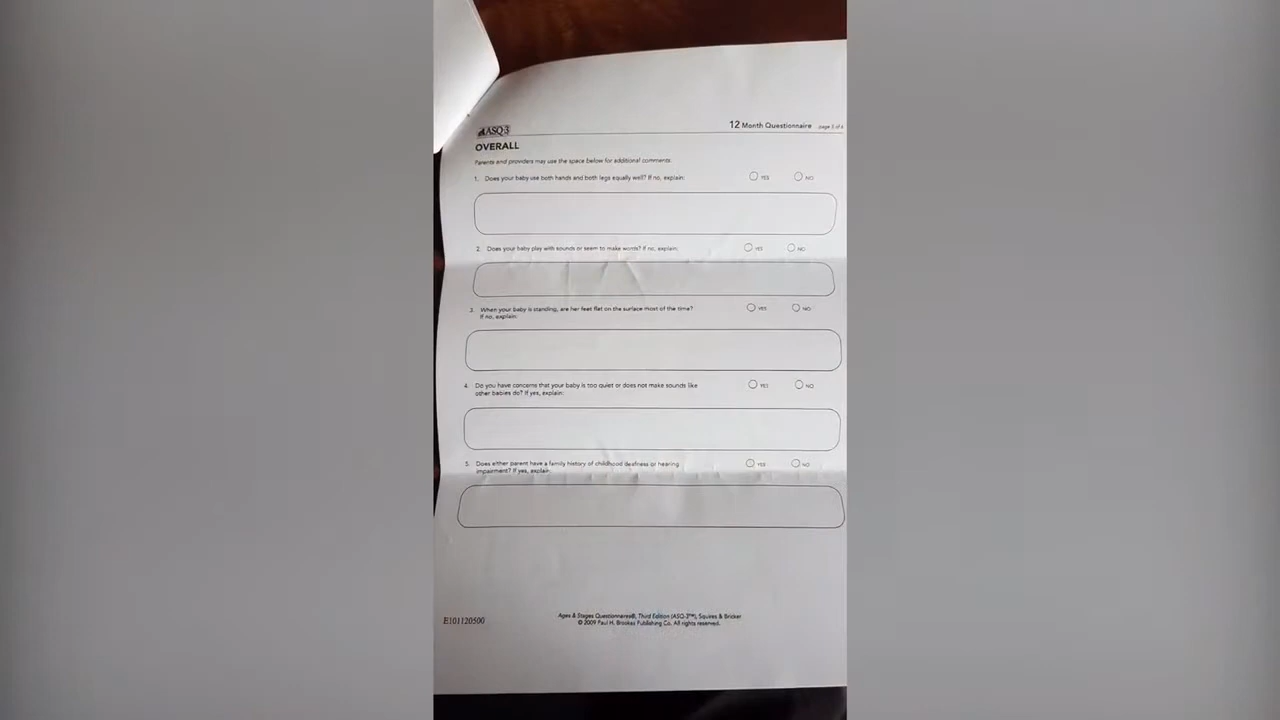 ASQ-3
12 Month Questionnaire page 5 of 6
OVERALL
Parents and providers may use the space below for additional comments.
1. Does your baby use both hands and both legs equally well? If no, explain: YES NO
2. Does your baby play with sounds or seem to make words? If no, explain: YES NO
3. When your baby is standing, are her feet flat on the surface most of the time? YES NO
If no, explain:
4. Do you have concerns that your baby is too quiet or does not make sounds like YES NO
other babies do? If yes, explain:
5. Does either parent have a family history of childhood deafness or hearing YES NO
impairment? If yes, explain:
E101120500
Ages & Stages Questionnaires®, Third Edition (ASQ-3™), Squires & Bricker
© 2009 Paul H. Brookes Publishing Co. All rights reserved.